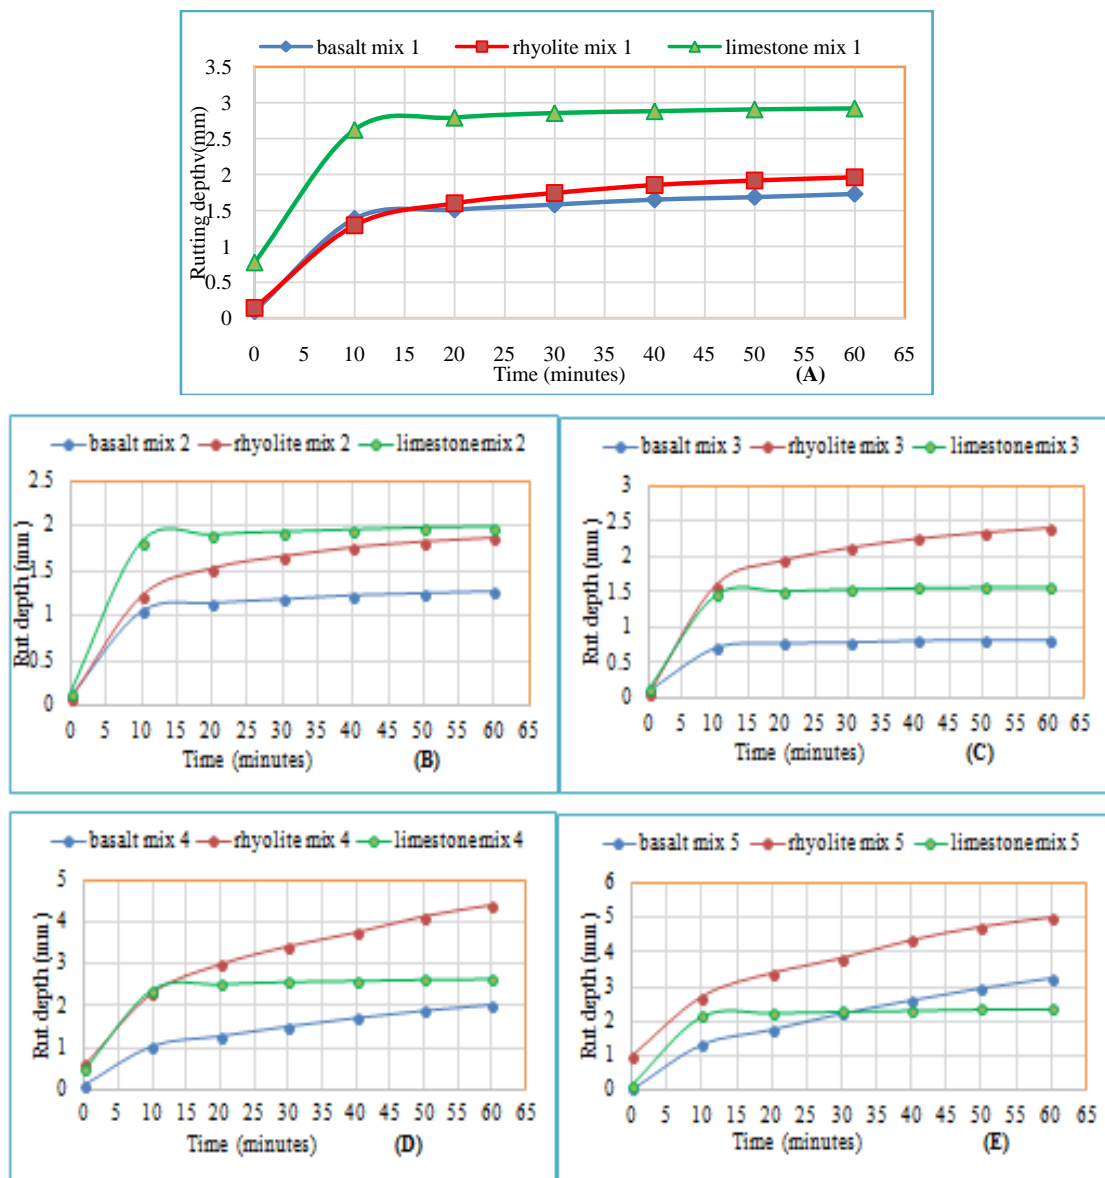 basalt mix 1 rhyolite mix 1 limestone mix 1
3.5
3
2.5
2
1.5
1
0.5
0
Rutting depthv(mm)
0 5 10 15 20 25 30 35 40 45 50 55 60 65
Time (minutes) (A)
basalt mix 2 rhyolite mix 2 limestonemix 2
2.5
2
1.5
1
0.5
0
Rut depth (mm)
0 5 10 15 20 25 30 35 40 45 50 55 60 65
Time (minutes) (B)
basalt mix 3 rhyolite mix 3 limestonemix 3
3
2.5
2
1.5
1
0.5
0
Rut depth (mm)
0 5 10 15 20 25 30 35 40 45 50 55 60 65
Time (minutes) (C)
basalt mix 4 rhyolite mix 4 limestonemix 4
5
4
3
2
1
0
Rut depth (mm)
0 5 10 15 20 25 30 35 40 45 50 55 60 65
Time (minutes) (D)
basalt mix 5 rhyolite mix 5 limestonemix 5
6
5
4
3
2
1
0
Rut depth (mm)
0 5 10 15 20 25 30 35 40 45 50 55 60 65
Time (minutes) (E)